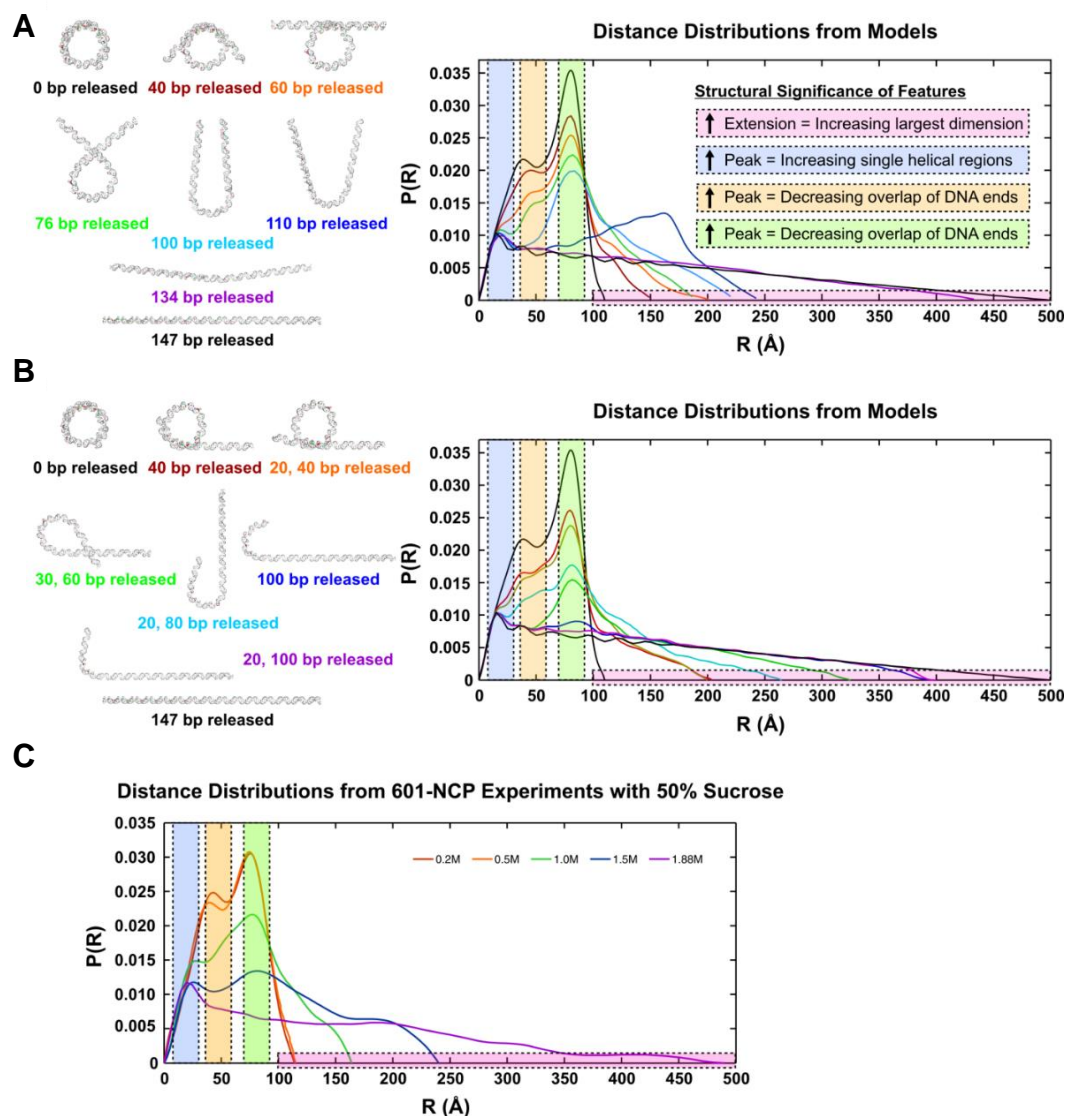 A
0 bp released
40 bp released
60 bp released
76 bp released
100 bp released
110 bp released
134 bp released
147 bp released
Distance Distributions from Models
P(R)
0.035
0.030
0.025
0.020
0.015
0.010
0.005
0
0 50 100 150 200 250 300 350 400 450 500
R (Å)
Structural Significance of Features
↑ Extension = Increasing largest dimension
↑ Peak = Increasing single helical regions
↑ Peak = Decreasing overlap of DNA ends
↑ Peak = Decreasing overlap of DNA ends
B
0 bp released
40 bp released
20, 40 bp released
30, 60 bp released
100 bp released
20, 80 bp released
20, 100 bp released
147 bp released
Distance Distributions from Models
P(R)
0.035
0.030
0.025
0.020
0.015
0.010
0.005
0
0 50 100 150 200 250 300 350 400 450 500
R (Å)
C
Distance Distributions from 601-NCP Experiments with 50% Sucrose
P(R)
0.035
0.030
0.025
0.020
0.015
0.010
0.005
0
0.2M 0.5M 1.0M 1.5M 1.88M
0 50 100 150 200 250 300 350 400 450 500
R (Å)